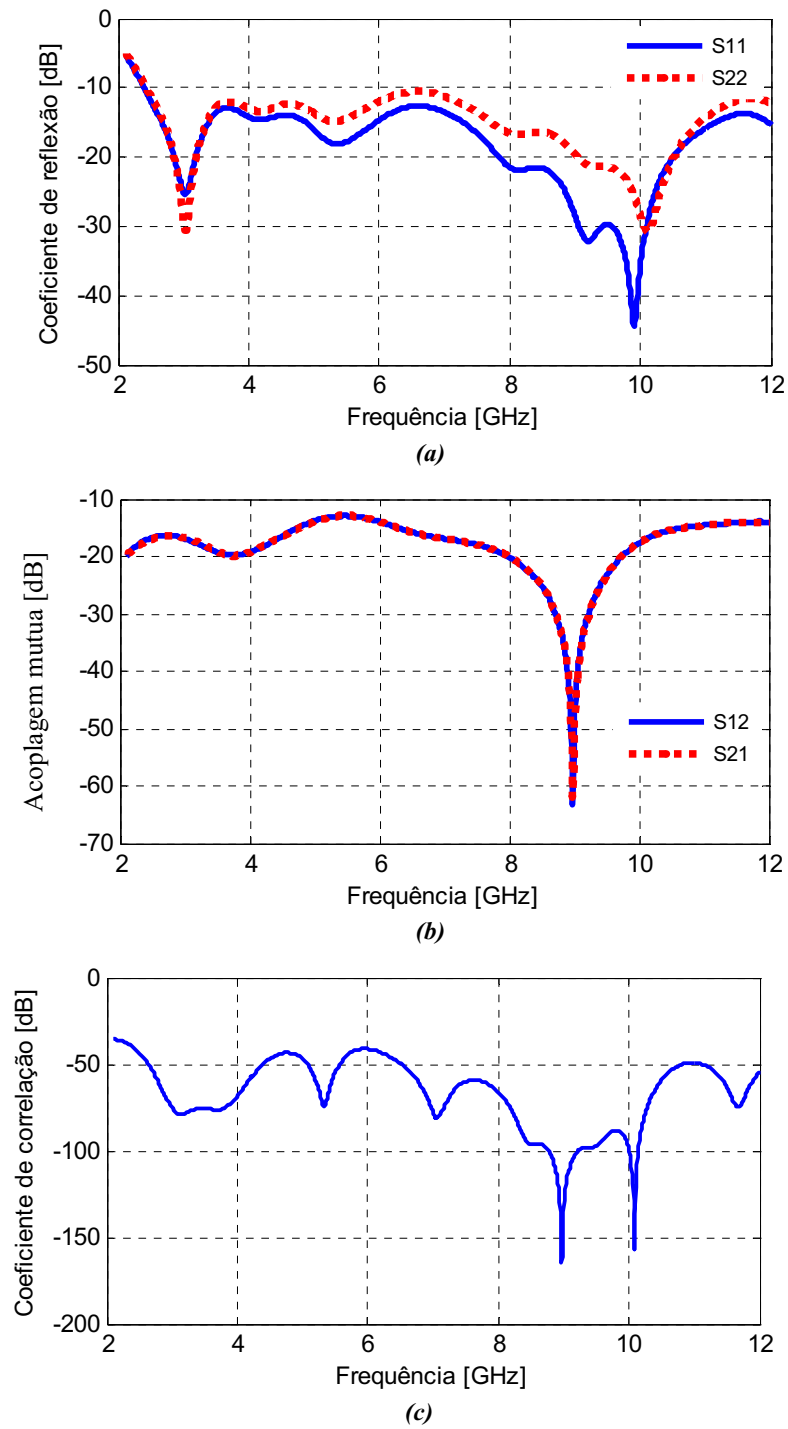 0
-10
-20
-30
-40
-50
Coeficiente de reflexão [dB]
S11
S22
2 4 6 8 10 12
Frequência [GHz]
(a)
-10
-20
-30
-40
-50
-60
-70
Acoplagem mutua [dB]
S12
S21
2 4 6 8 10 12
Frequência [GHz]
(b)
0
-50
-100
-150
-200
Coeficiente de correlação [dB]
2 4 6 8 10 12
Frequência [GHz]
(c)